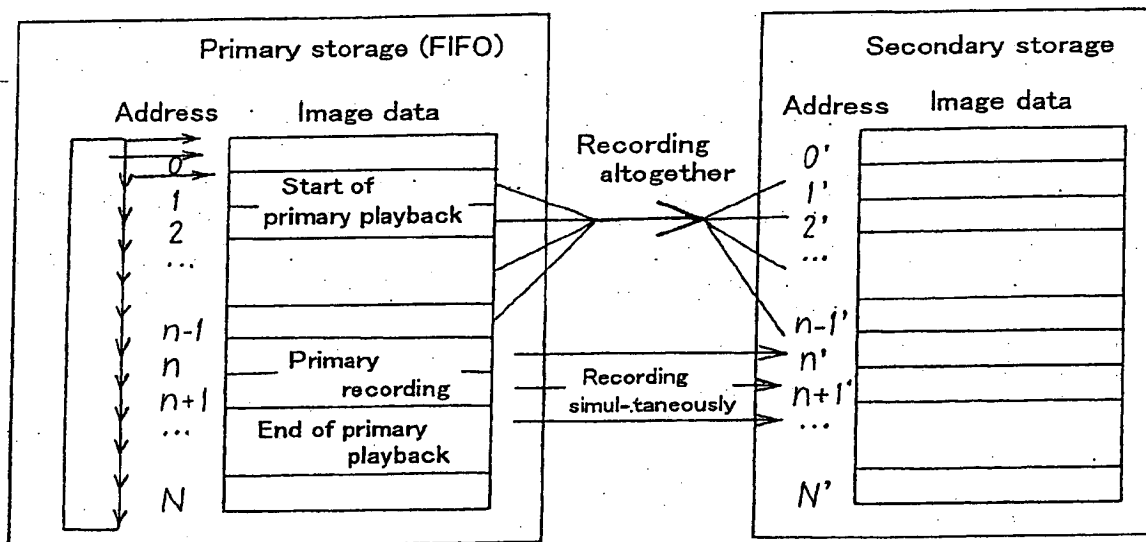 Primary storage (FIFO)
Address
Image data
0
1
2
...
n-1
n
n+1
...
N
Start of
primary playback
Primary
recording
End of primary
playback
Recording
altogether
Recording
simul-.taneously
Secondary storage
Address
Image data
0'
1'
2'
...
n-1'
n'
n+1'
...
N'